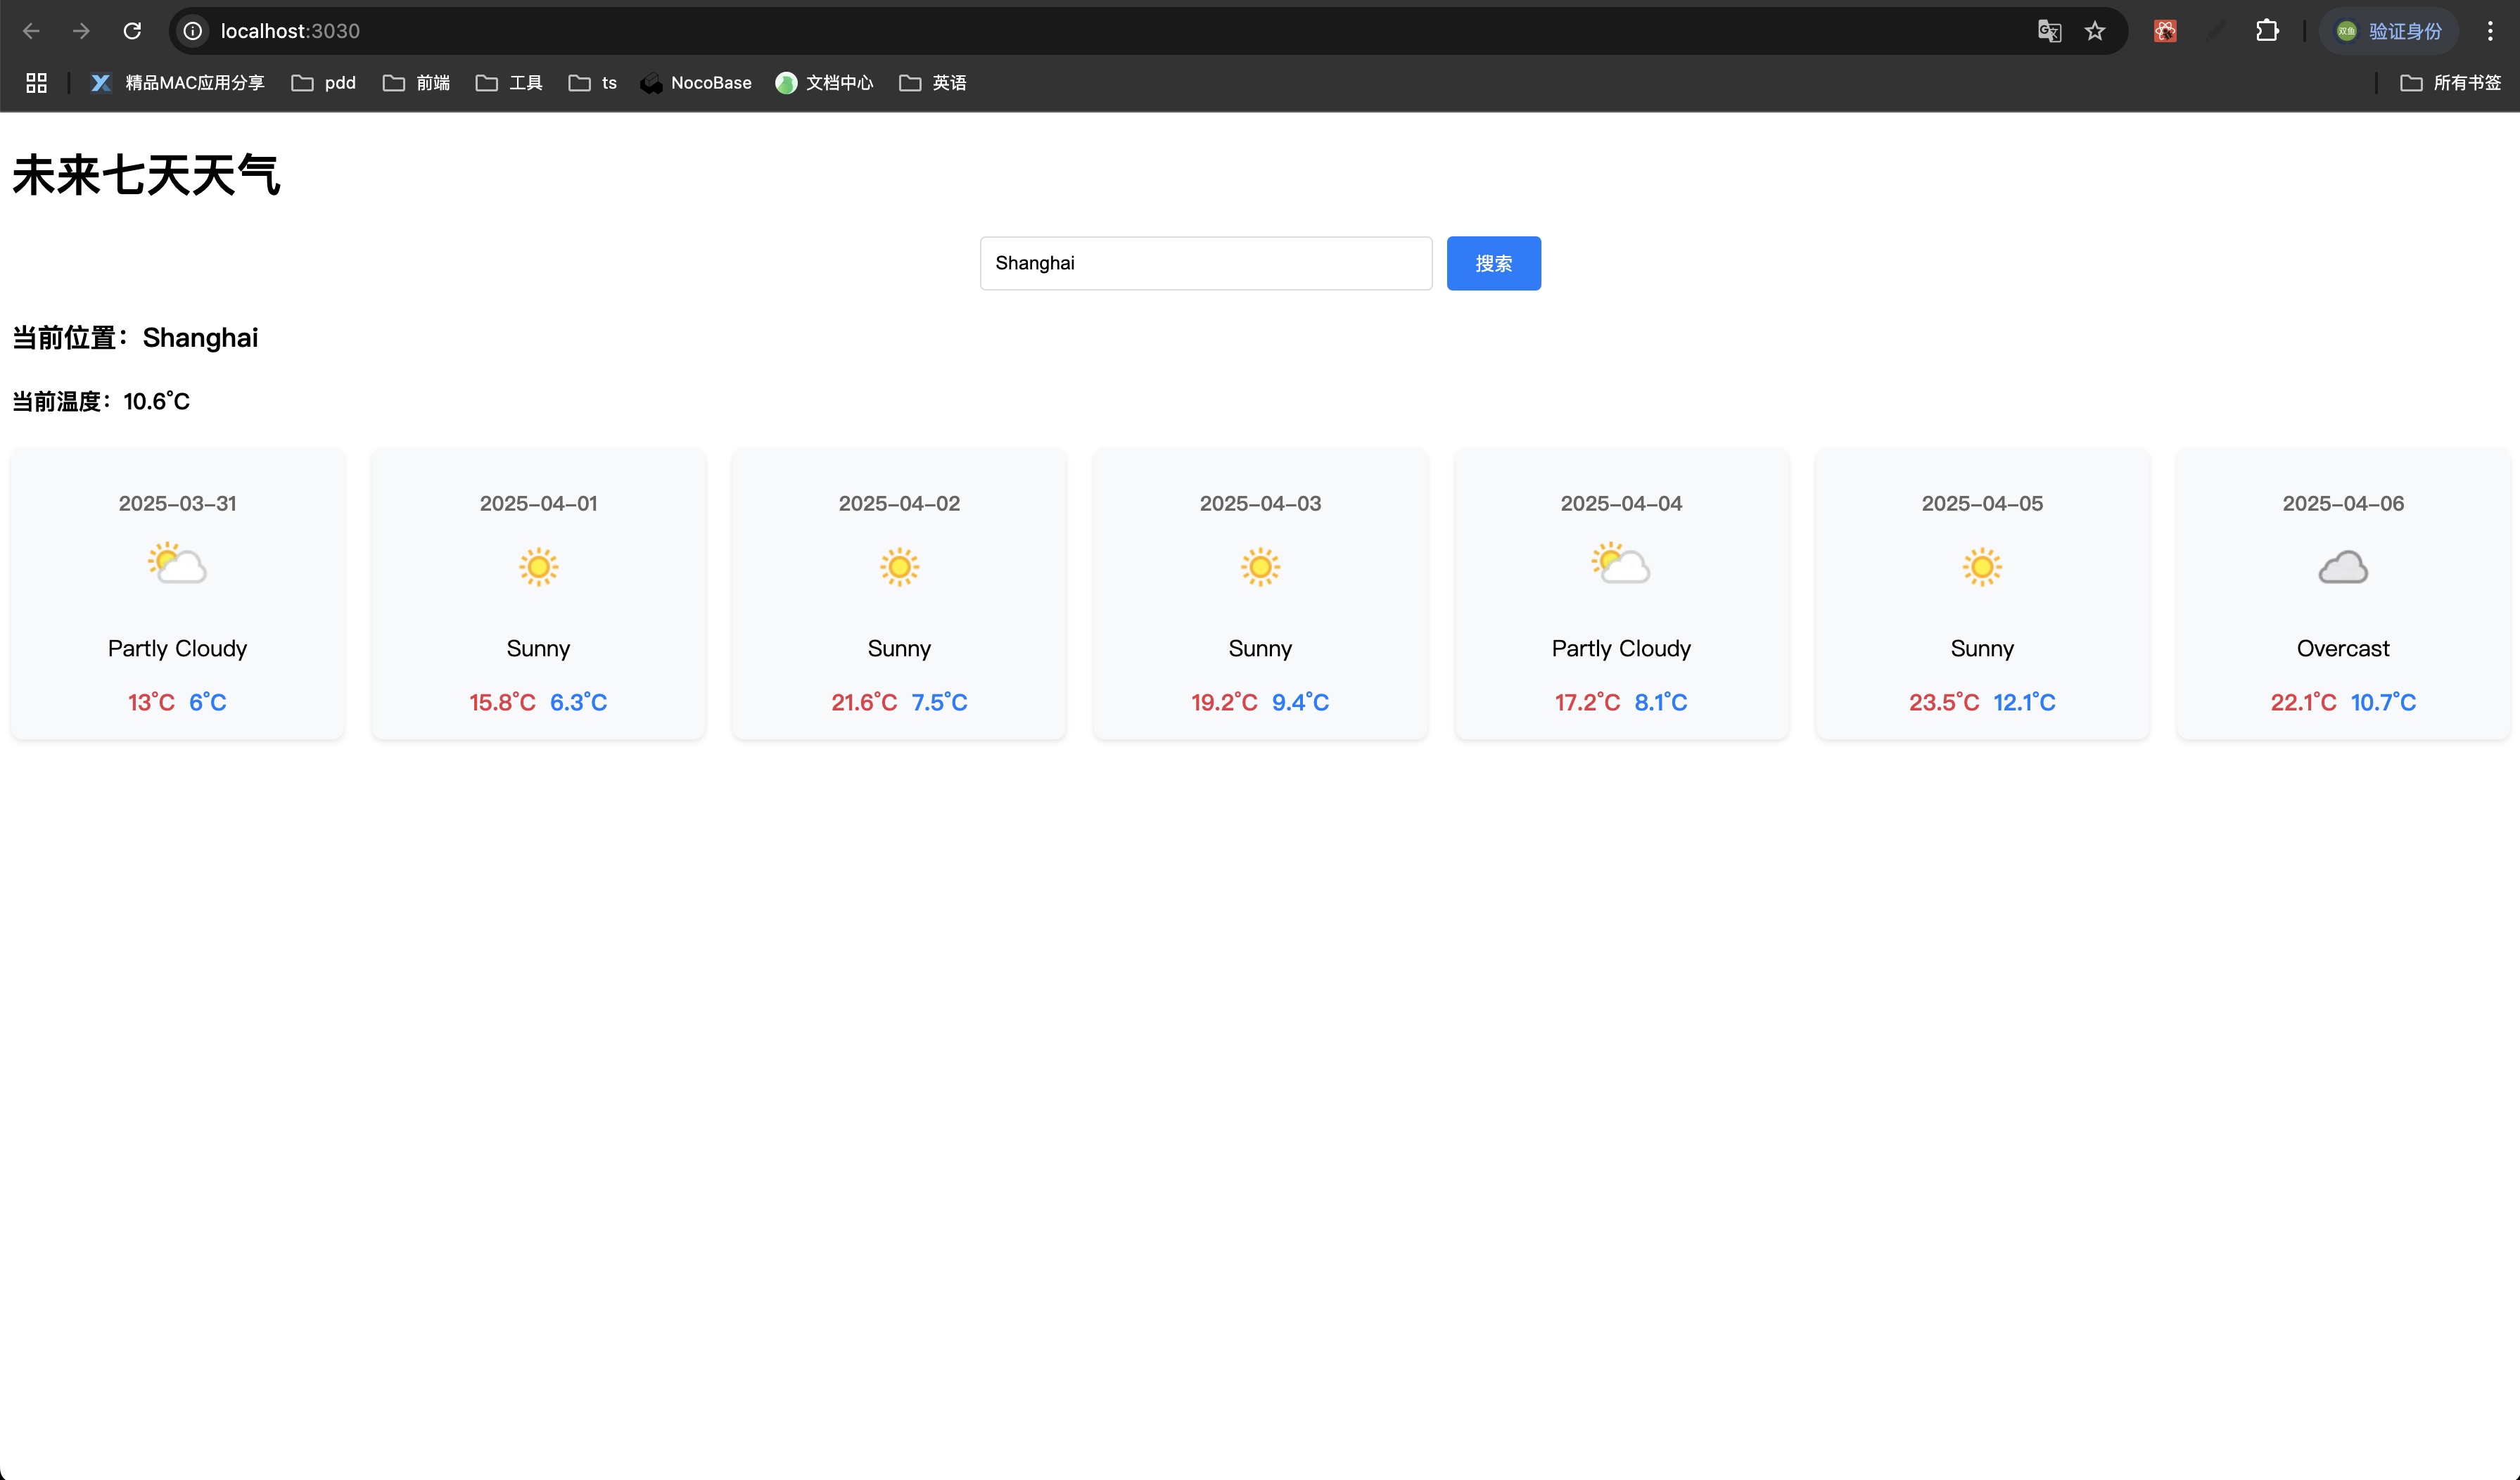 localhost:3030
验证身份
精品MAC应用分享 pdd 前端 工具 ts NocoBase 文档中心 英语 所有书签
未来七天天气
Shanghai 搜索
当前位置：Shanghai
当前温度：10.6°C
2025-03-31 2025-04-01 2025-04-02 2025-04-03 2025-04-04 2025-04-05 2025-04-06
Partly Cloudy Sunny Sunny Sunny Partly Cloudy Sunny Overcast
13°C 6°C 15.8°C 6.3°C 21.6°C 7.5°C 19.2°C 9.4°C 17.2°C 8.1°C 23.5°C 12.1°C 22.1°C 10.7°C